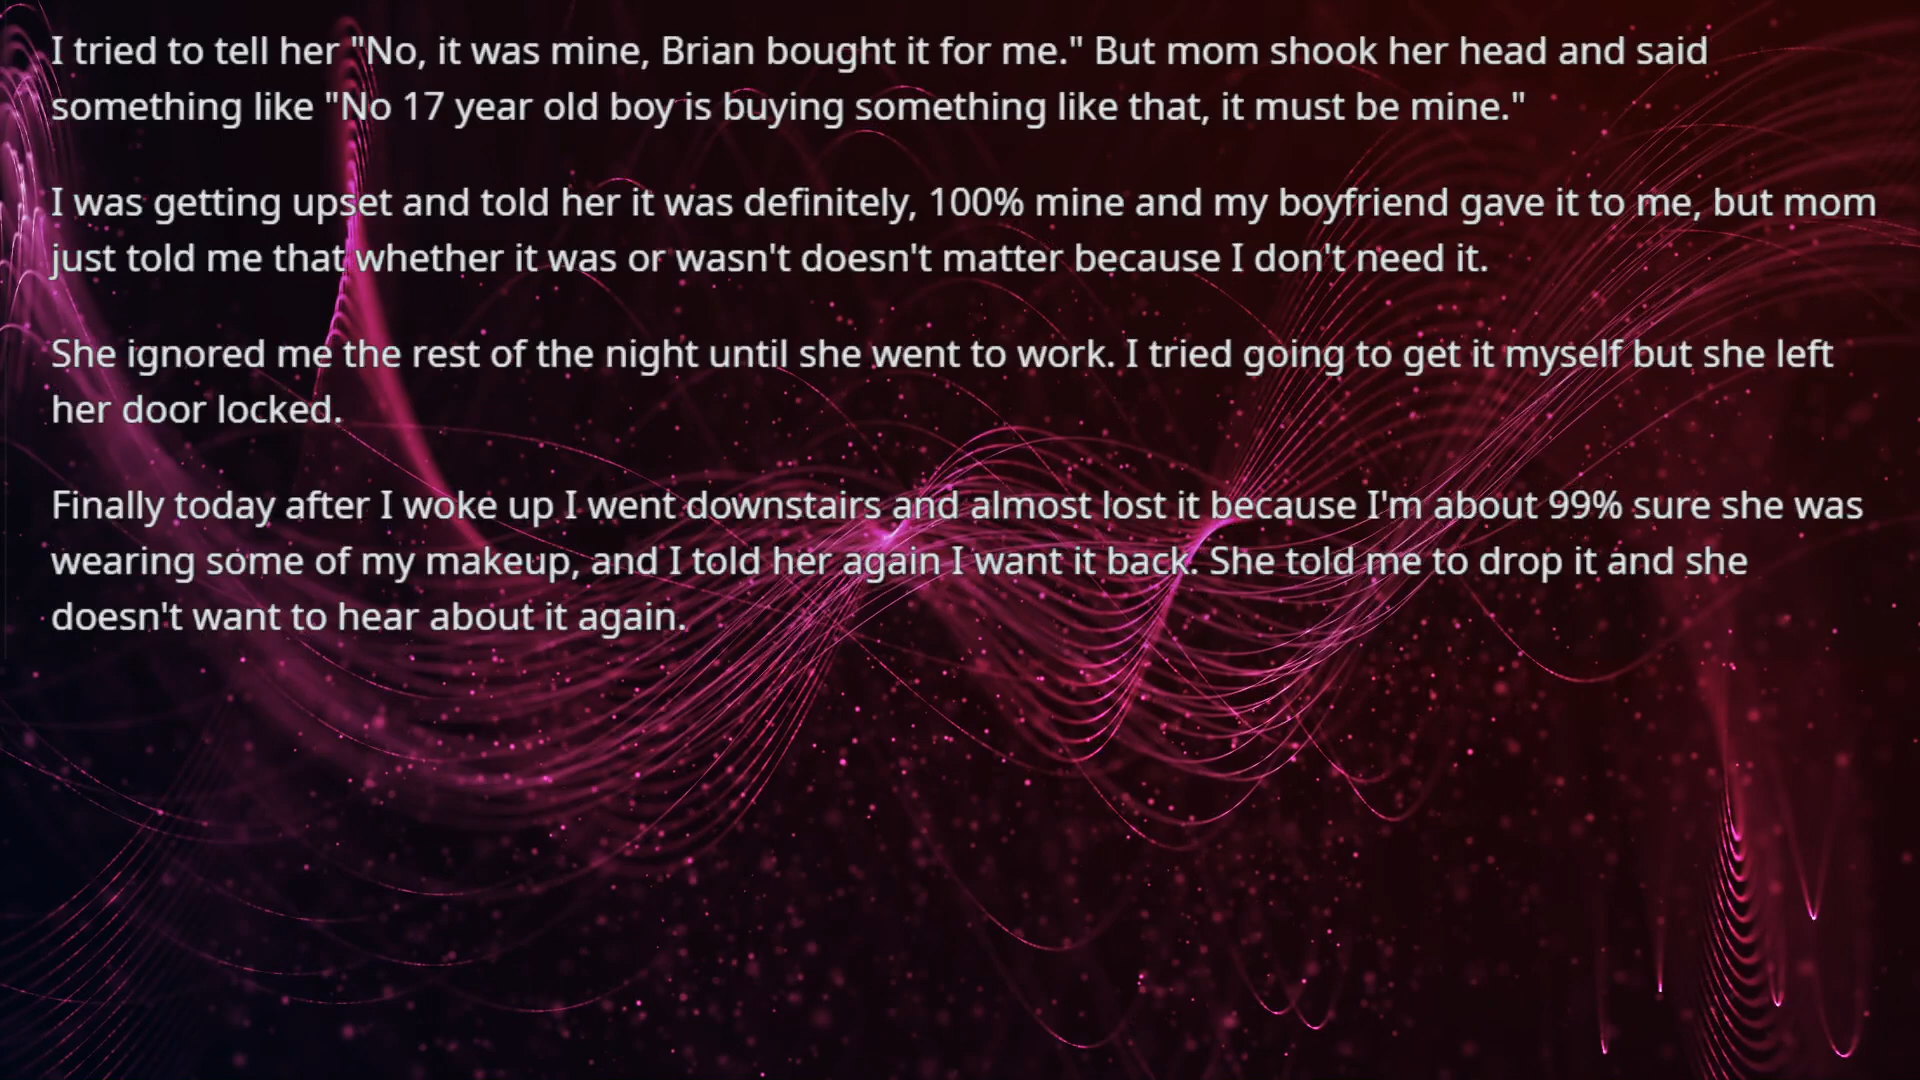 I tried to tell her "No, it was mine, Brian bought it for me." But mom shook her head and said
something like "No 17 year old boy is buying something like that, it must be mine."
I was getting upset and told her it was definitely, 100% mine and my boyfriend gave it to me, but mom
just told me that whether it was or wasn't doesn't matter because I don't need it.
She ignored me the rest of the night until she went to work. I tried going to get it myself but she left
her door locked.
Finally today after I woke up I went downstairs and almost lost it because I'm about 99% sure she was
wearing some of my makeup, and I told her again I want it back. She told me to drop it and she
doesn't want to hear about it again.